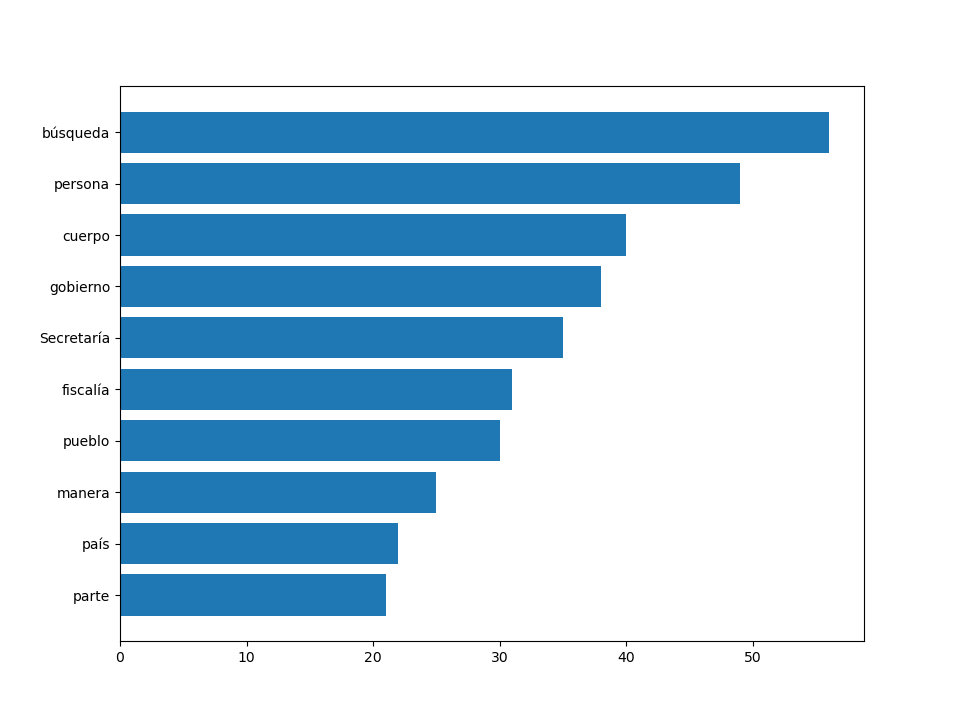 búsqueda
persona
cuerpo
gobierno
Secretaría
fiscalía
pueblo
manera
país
parte
0 10 20 30 40 50